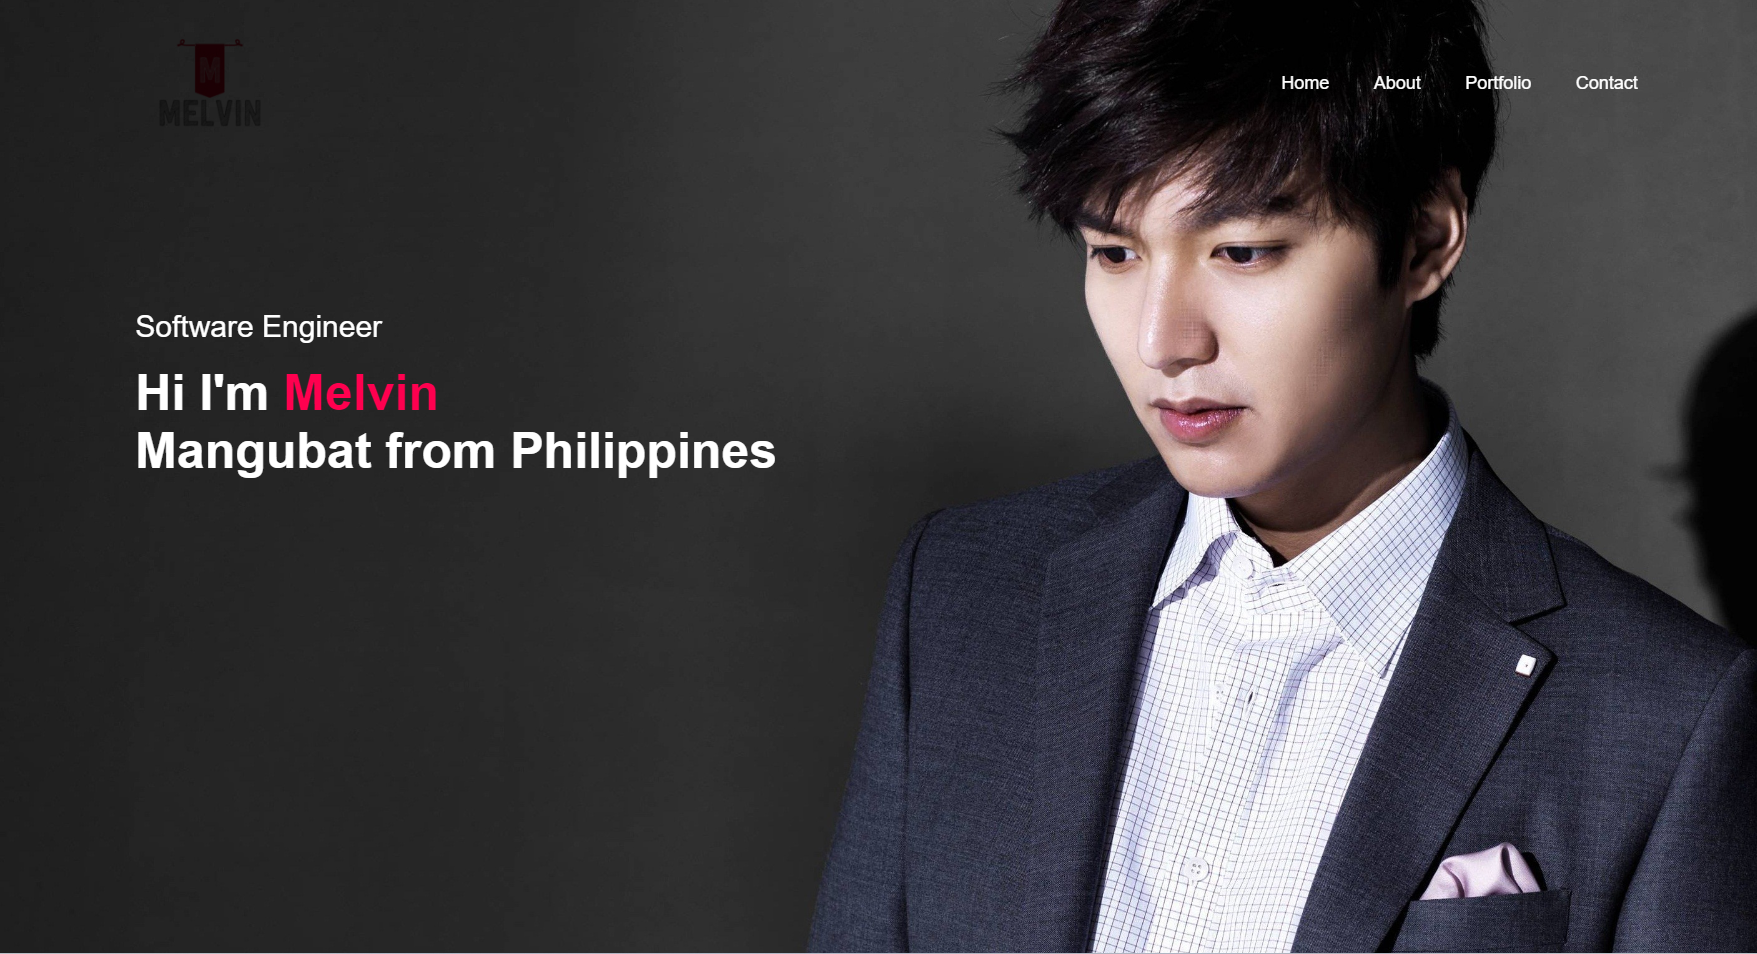 M
MELVIN
Home About Portfolio Contact
Software Engineer
Hi I'm Melvin
Mangubat from Philippines